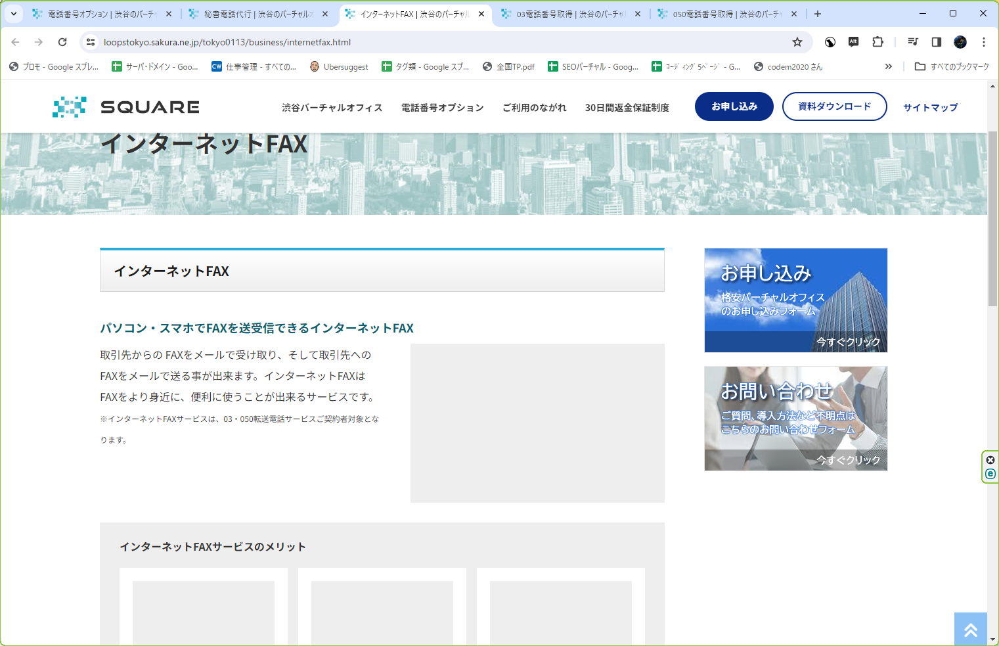 電話番号オプション | 渋谷のバーチャ
秘書電話代行 | 渋谷のバーチャルオ
インターネットFAX | 渋谷のバーチャル
03電話番号取得 | 渋谷のバーチャ
050電話番号取得 | 渋谷のバーチャ
loopstokyo.sakura.ne.jp/tokyo0113/business/internetfax.html
Alt
プロモ - Google スプレ...
サーバ・ドメイン - Goo...
CW 仕事管理 - すべての...
Ubersuggest
タグ類 - Google スプ...
全国TP.pdf
SEOバーチャル - Goog...
コーディング 5ページ - G...
codem2020 さん
すべてのブックマーク
SQUARE
渋谷バーチャルオフィス
電話番号オプション
ご利用のながれ
30日間返金保証制度
お申し込み
資料ダウンロード
サイトマップ
インターネットFAX
インターネットFAX
パソコン・スマホでFAXを送受信できるインターネットFAX
取引先からの FAXをメールで受け取り、そして取引先への
FAXをメールで送る事が出来ます。インターネットFAXは
FAXをより身近に、便利に使うことが出来るサービスです。
※インターネットFAXサービスは、03・050転送電話サービスご契約者対象とな
ります。
インターネットFAXサービスのメリット
お申し込み
格安バーチャルオフィス
のお申し込みフォーム
今すぐクリック
お問い合わせ
ご質問、導入方法など不明点は
こちらのお問い合わせフォーム
今すぐクリック